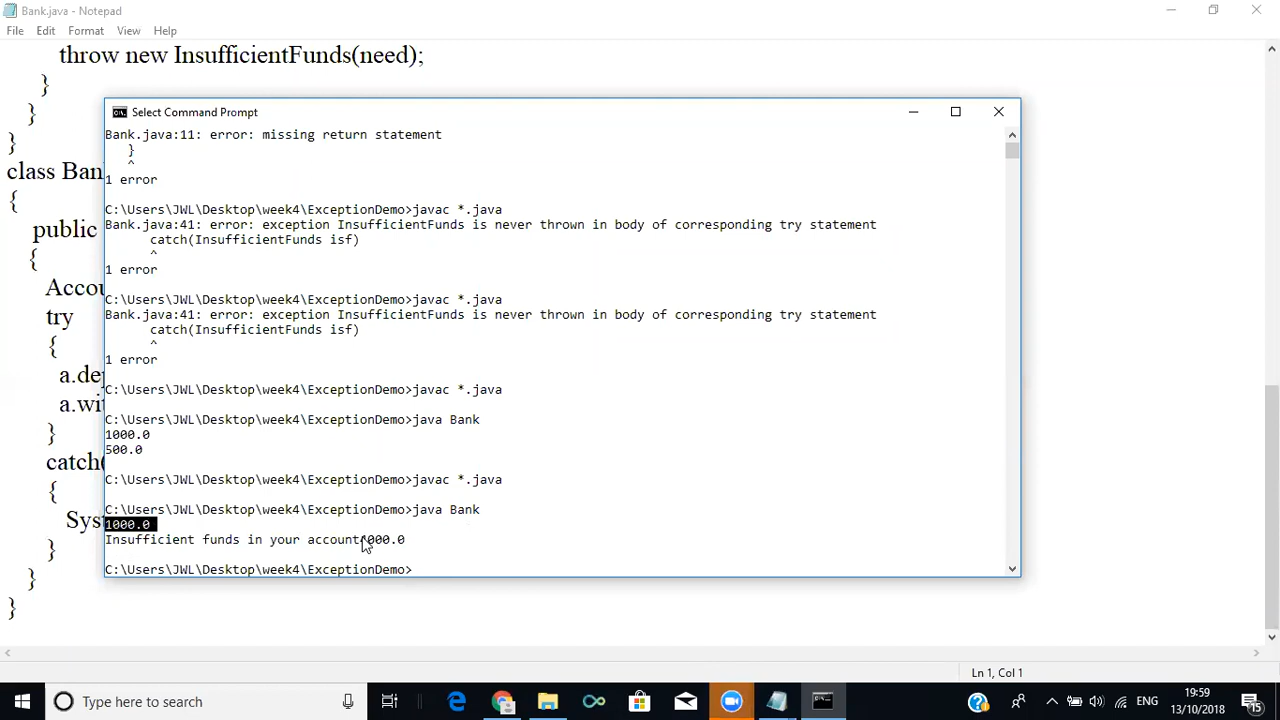 Bank.java - Notepad
File Edit Format View Help
throw new InsufficientFunds(need);
}
}
}
class Ban
{
public
{
Accou
try
{
a.dep
a.wit
}
catch(
{
Syst
}
}
}
Select Command Prompt
Bank.java:11: error: missing return statement
}
^
1 error
C:\Users\JWL\Desktop\week4\ExceptionDemo>javac *.java
Bank.java:41: error: exception InsufficientFunds is never thrown in body of corresponding try statement
catch(InsufficientFunds isf)
^
1 error
C:\Users\JWL\Desktop\week4\ExceptionDemo>javac *.java
Bank.java:41: error: exception InsufficientFunds is never thrown in body of corresponding try statement
catch(InsufficientFunds isf)
^
1 error
C:\Users\JWL\Desktop\week4\ExceptionDemo>javac *.java
C:\Users\JWL\Desktop\week4\ExceptionDemo>java Bank
1000.0
500.0
C:\Users\JWL\Desktop\week4\ExceptionDemo>javac *.java
C:\Users\JWL\Desktop\week4\ExceptionDemo>java Bank
1000.0
Insufficient funds in your account
C:\Users\JWL\Desktop\week4\ExceptionDemo>
Ln 1, Col 1
Type here to search
ENG
19:59
13/10/2018
15